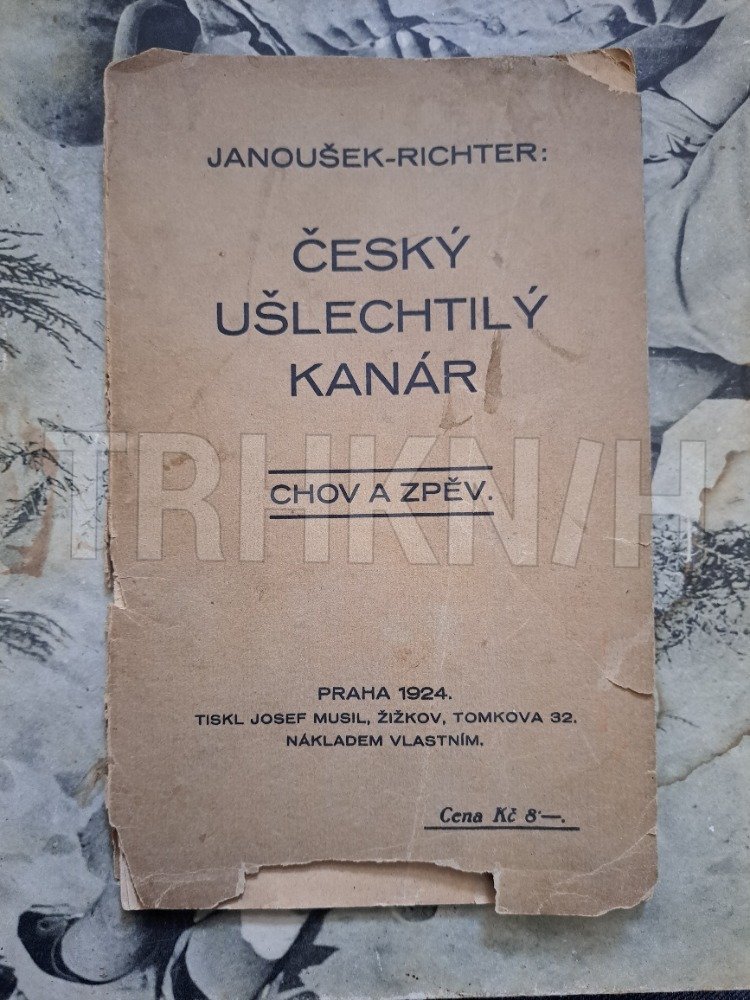 JANOUŠEK-RICHTER:
ČESKÝ
UŠLECHTILÝ
KANÁR
TRHKN/H
CHOV A ZPĚV.
PRAHA 1924.
TISKL JOSEF MUSIL, ŽIŽKOV, TOMKOVA 32.
NÁKLADEM VLASTNÍM.
Cena Kč 8·—.